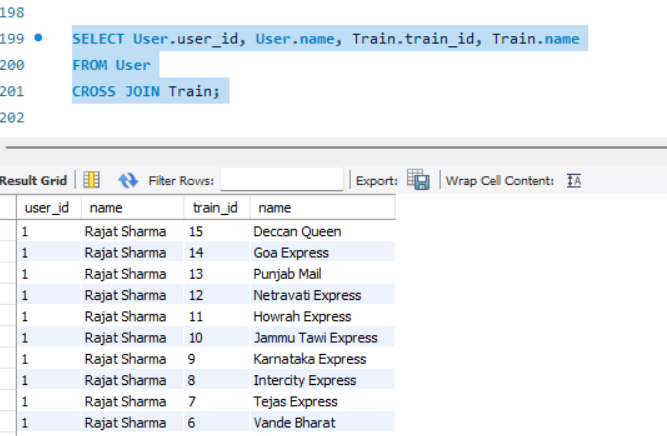 198
199 SELECT User.user_id, User.name, Train.train_id, Train.name
200 FROM User
201 CROSS JOIN Train;
202
Result Grid Filter Rows: Export: Wrap Cell Content: IA
user_id name train_id name
1 Rajat Sharma 15 Deccan Queen
1 Rajat Sharma 14 Goa Express
1 Rajat Sharma 13 Punjab Mail
1 Rajat Sharma 12 Netravati Express
1 Rajat Sharma 11 Howrah Express
1 Rajat Sharma 10 Jammu Tawi Express
1 Rajat Sharma 9 Karnataka Express
1 Rajat Sharma 8 Intercity Express
1 Rajat Sharma 7 Tejas Express
1 Rajat Sharma 6 Vande Bharat